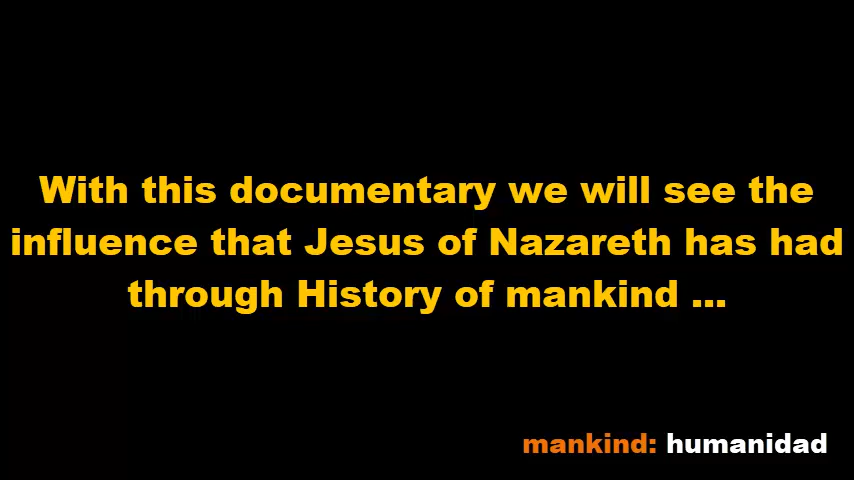 With this documentary we will see the
influence that Jesus of Nazareth has had
through History of mankind ...
mankind: humanidad